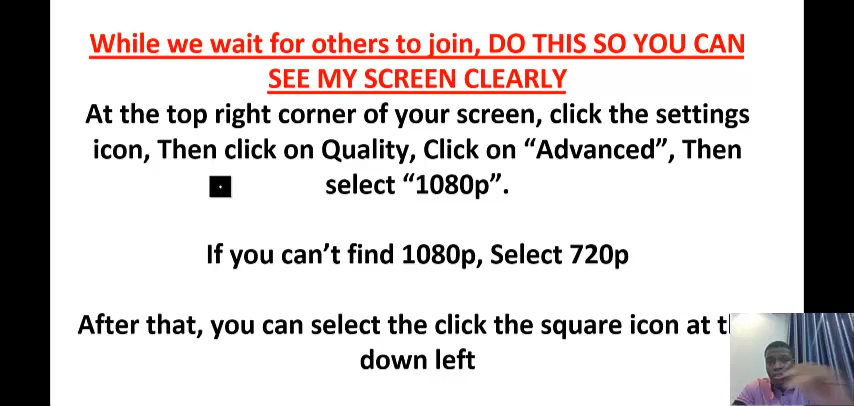 While we wait for others to join, DO THIS SO YOU CAN
SEE MY SCREEN CLEARLY
At the top right corner of your screen, click the settings
icon, Then click on Quality, Click on “Advanced”, Then
select “1080p”.
If you can’t find 1080p, Select 720p
After that, you can select the click the square icon at
down left